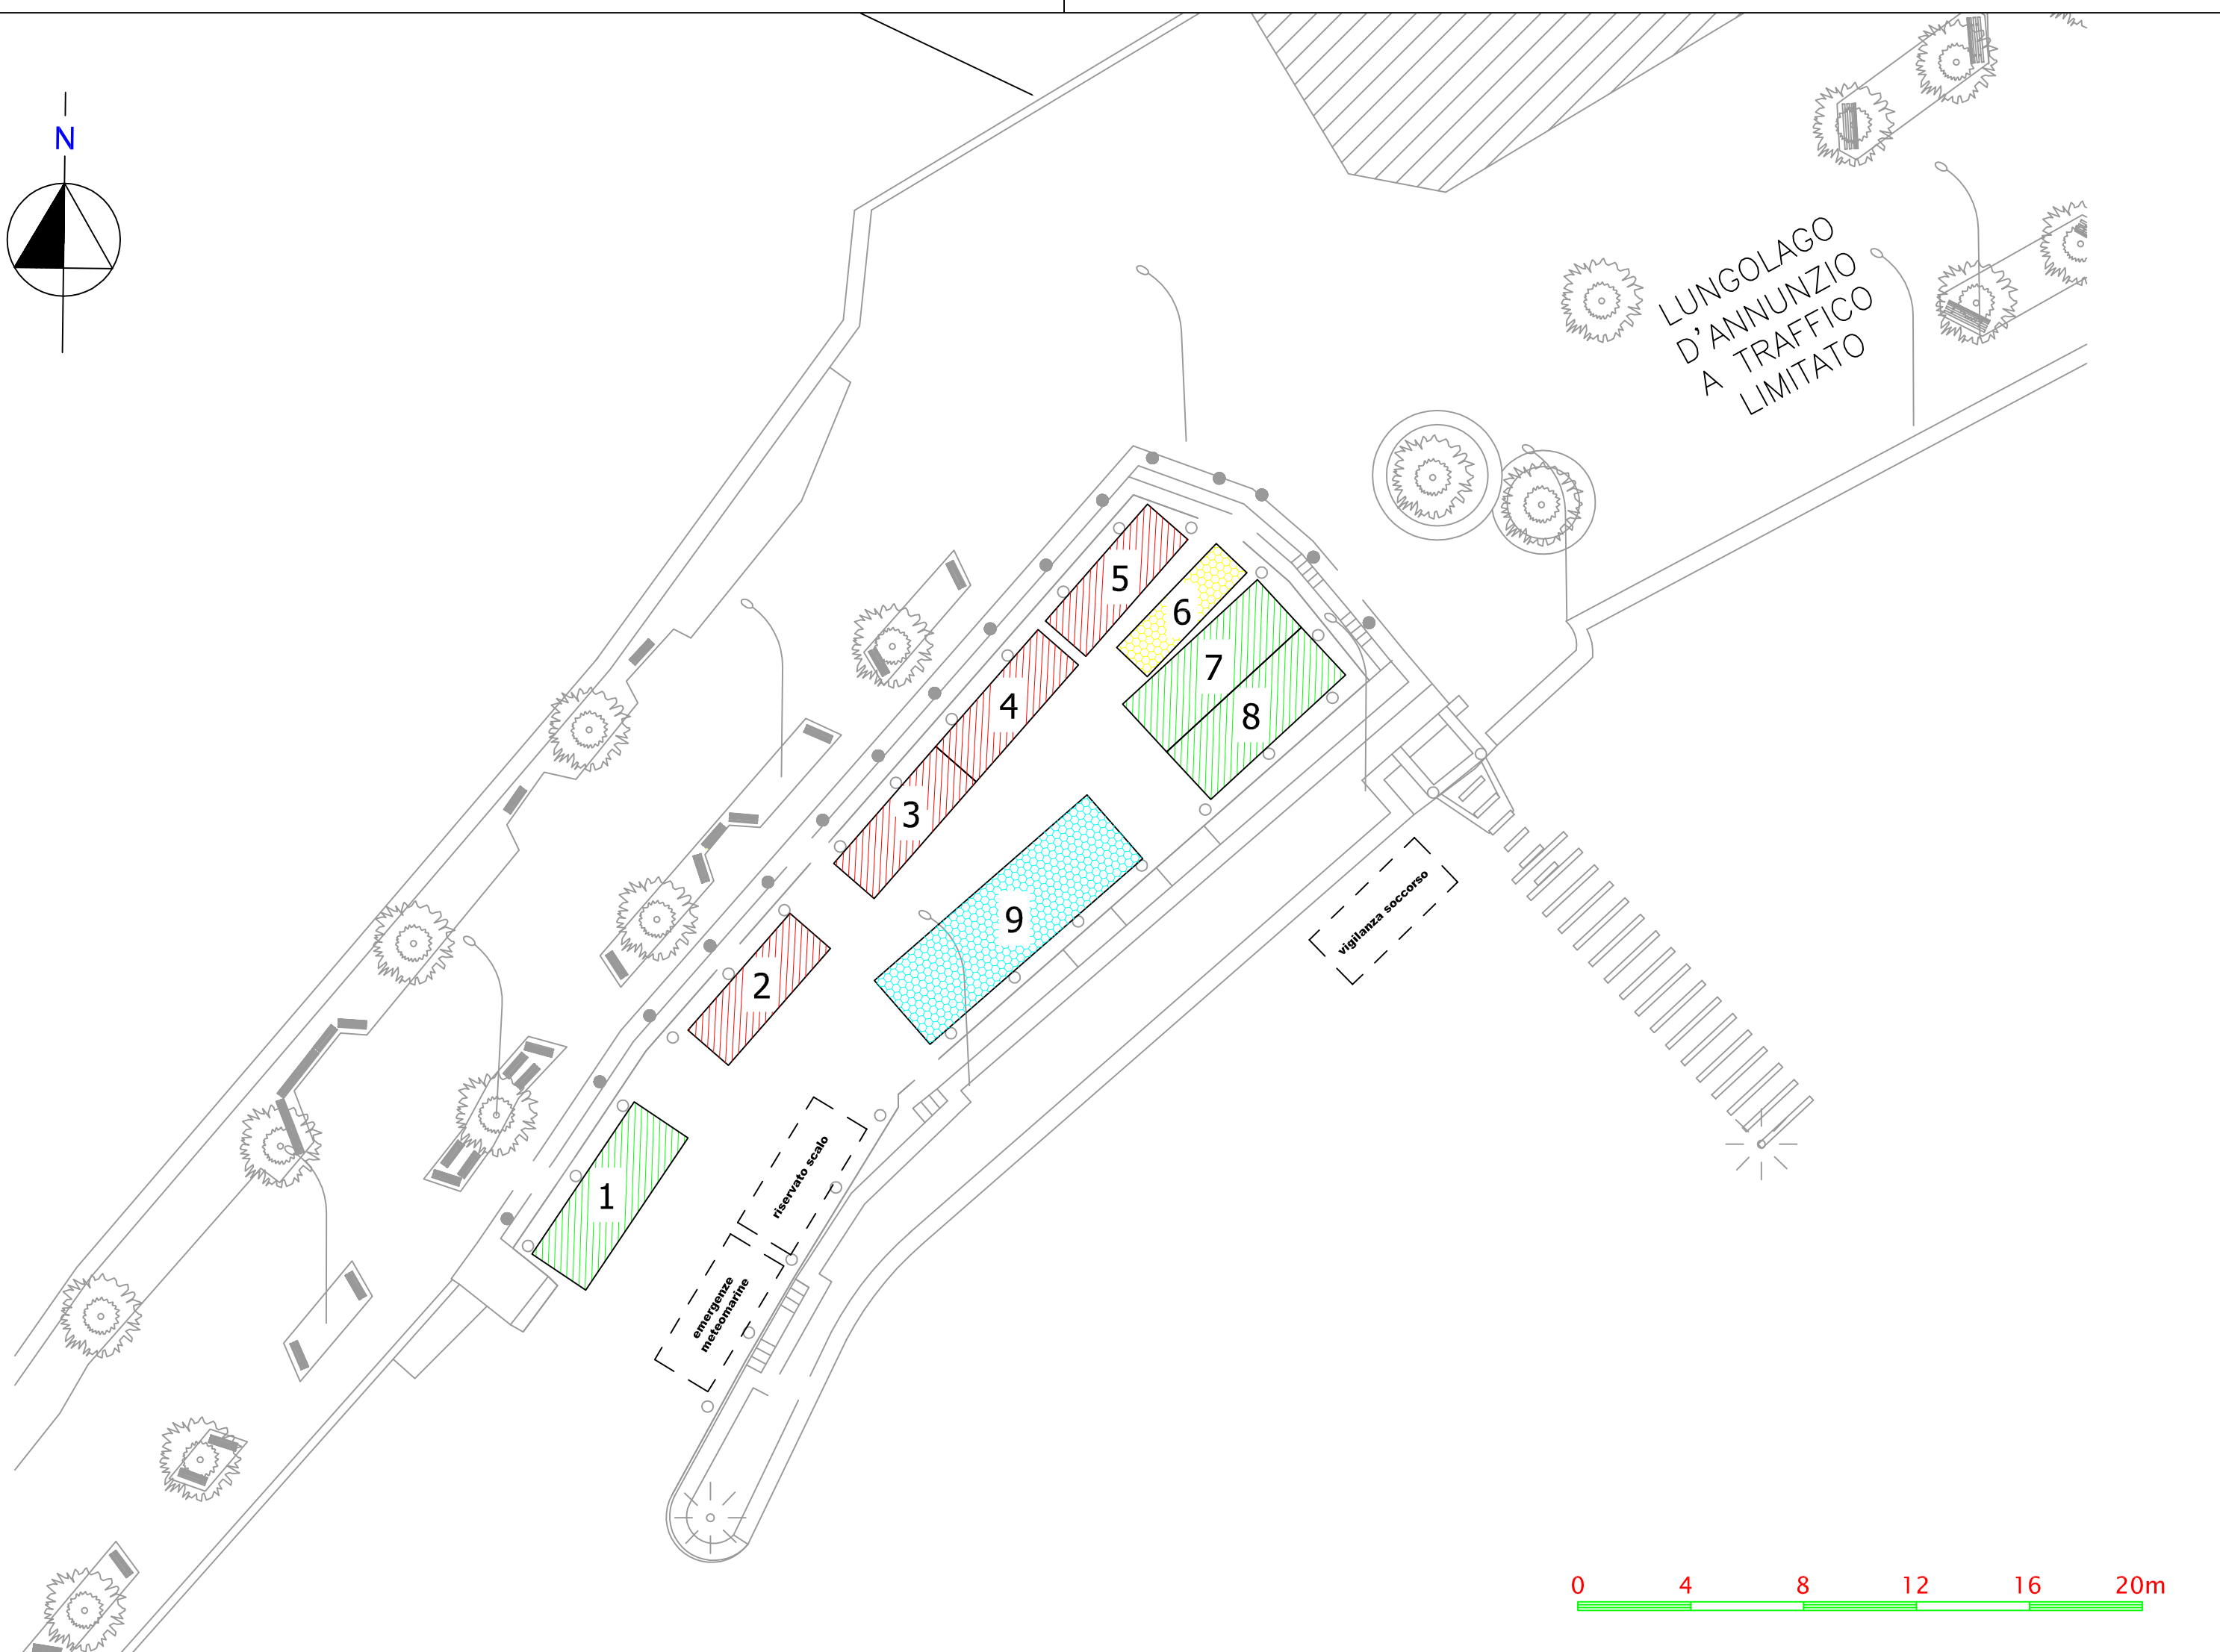 N
LUNGOLAGO
D'ANNUNZIO
A TRAFFICO
LIMITATO
5
6
7
4
8
3
9
2
1
vigilanza soccorso
riservato scalo
emergenze
meteomarine
0 4 8 12 16 20m